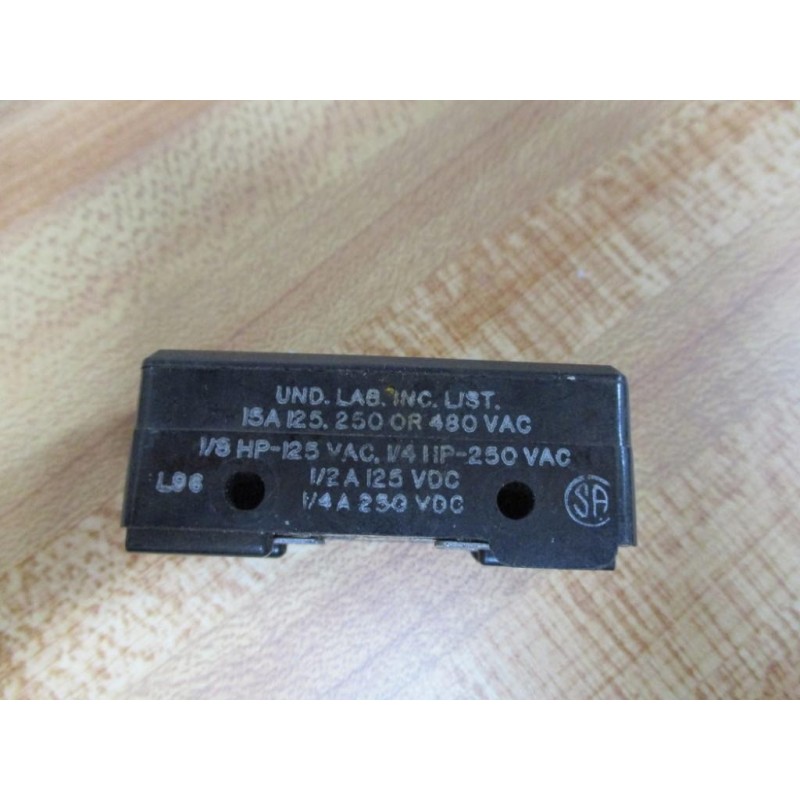 UND. LAB. INC. LIST.
15A 125, 250 OR 480 VAC
1/8 HP-125 VAC, 1/4 HP-250 VAC
1/2 A 125 VDC
L96
1/4 A 250 VDC
SA